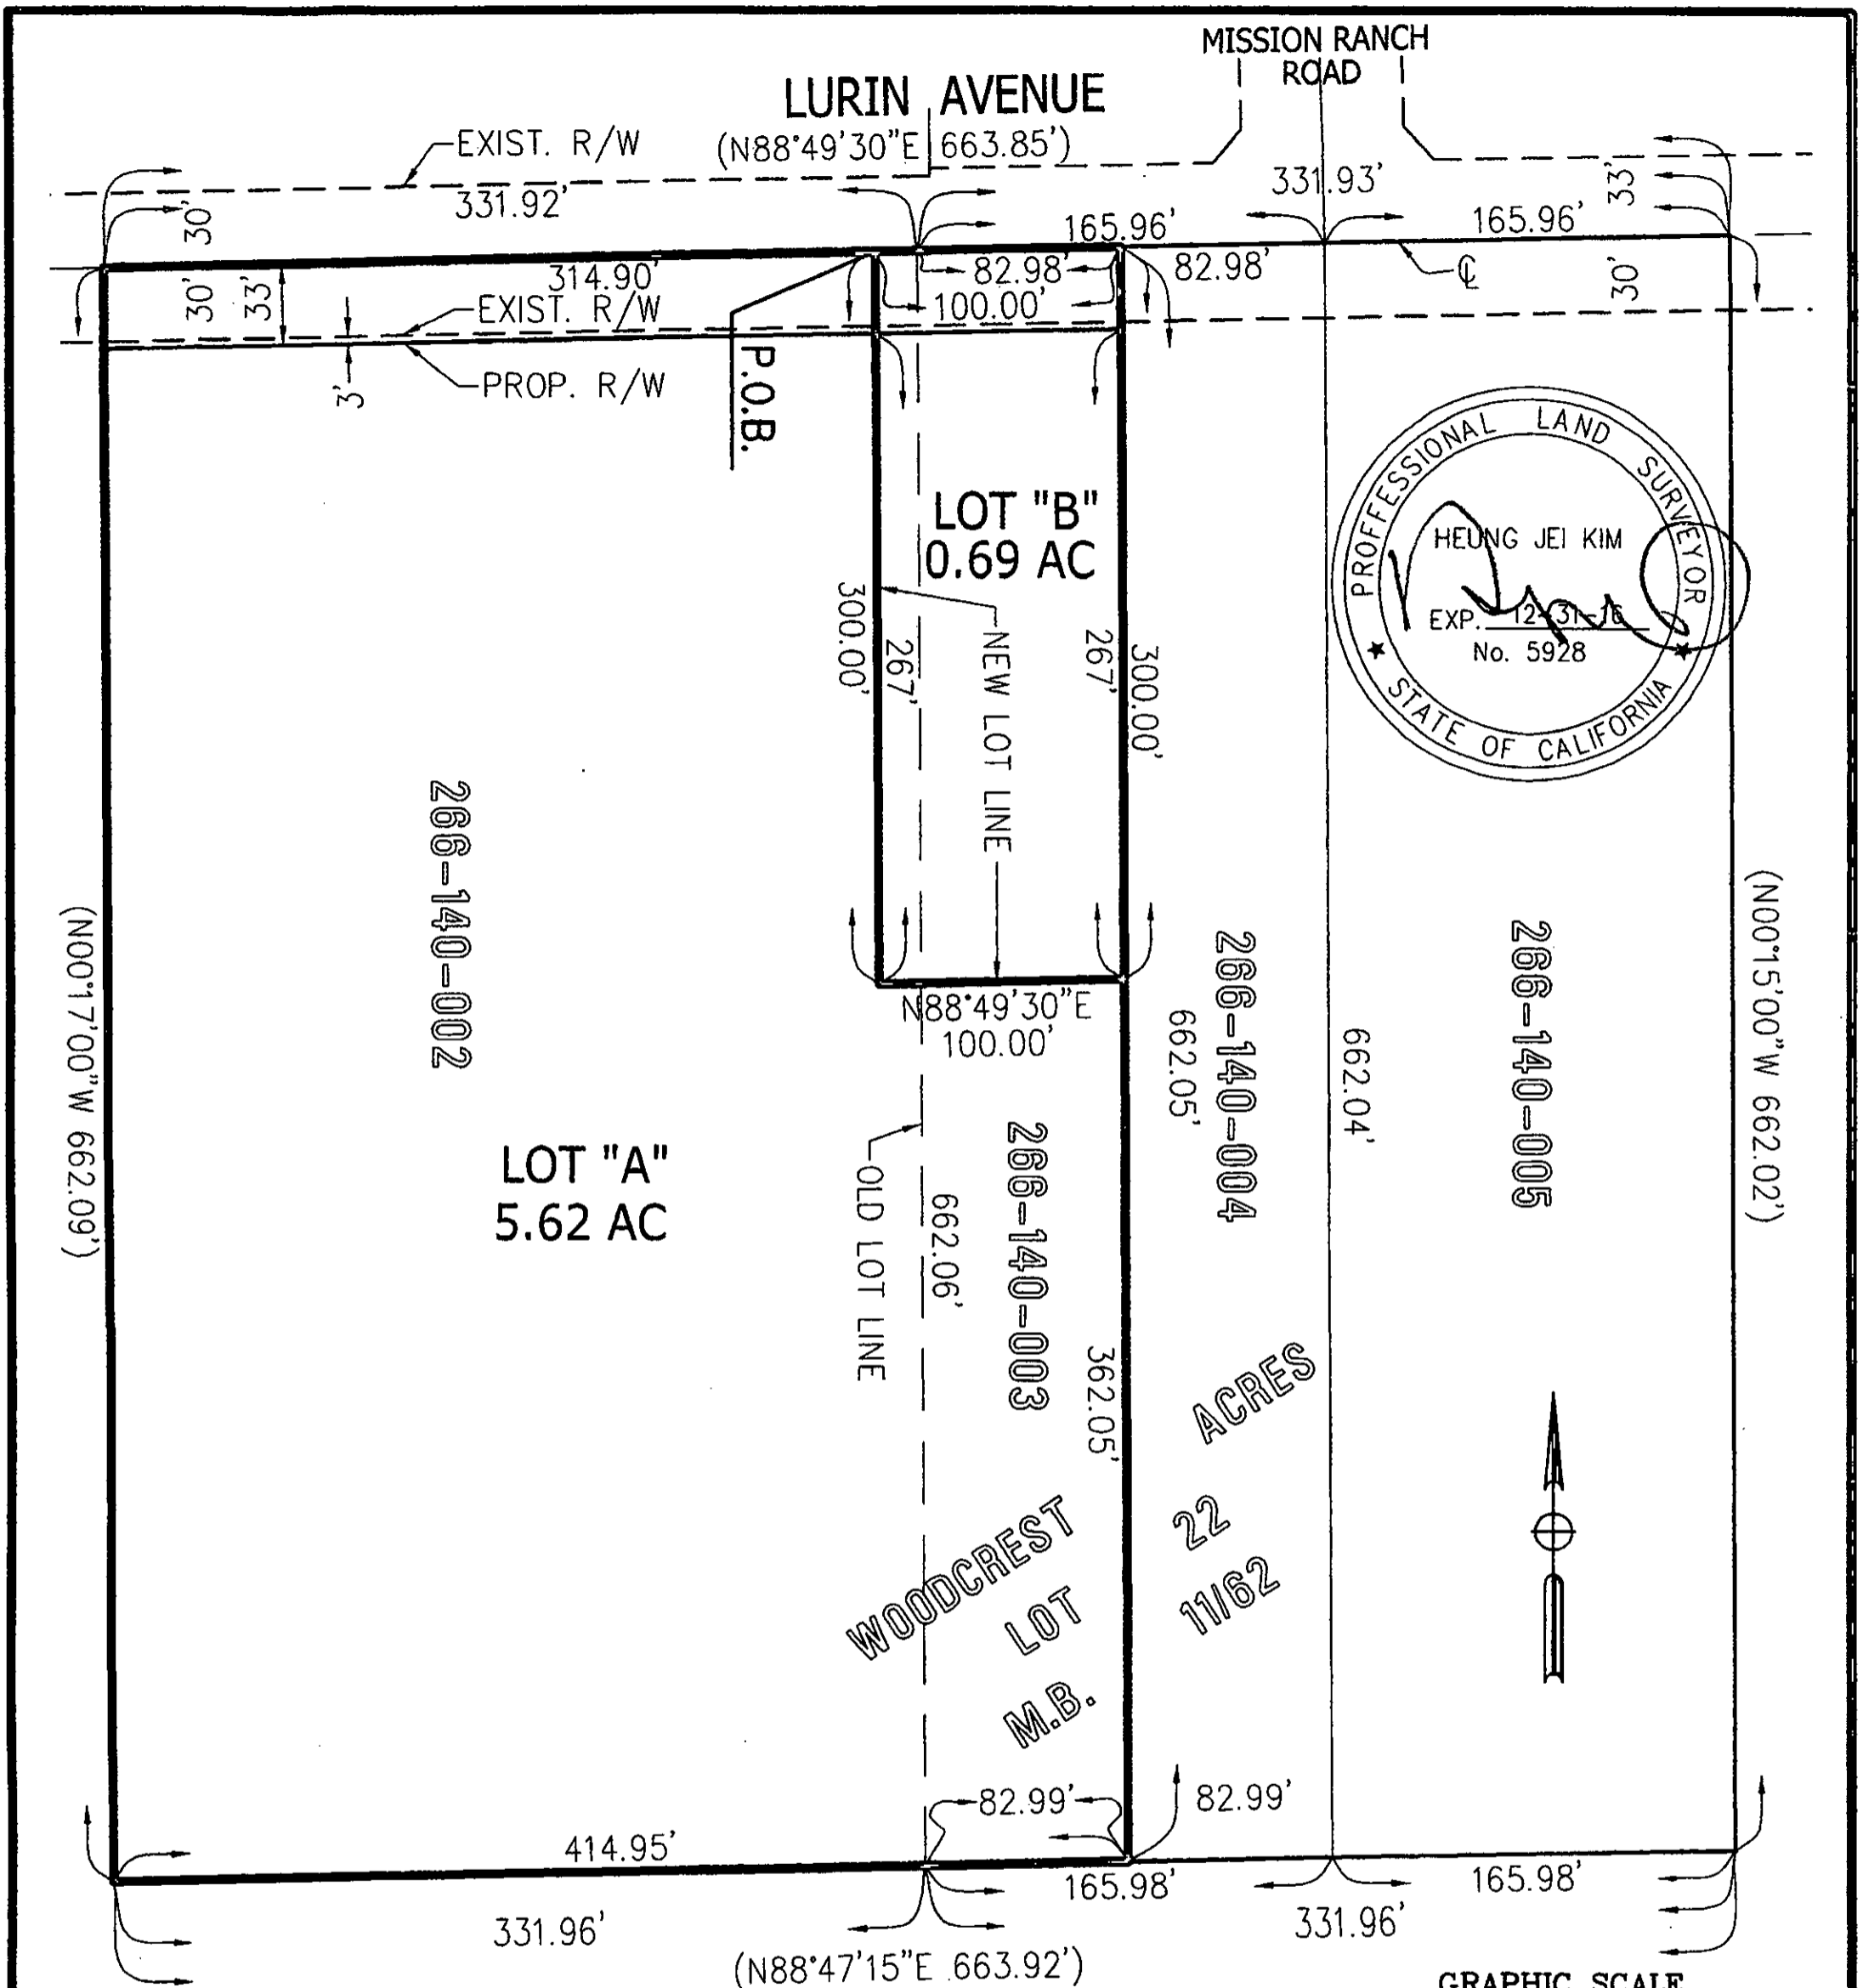 MISSION RANCH
ROAD
LURIN AVENUE
(N88°49'30"E 663.85')
EXIST. R/W
331.92'
30'
331.93'
33'
165.96'
165.96'
314.90'
82.98'
82.98'
℄
30'
33'
30'
EXIST. R/W
100.00'
3'
PROP. R/W
P.O.B.
PROFFESSIONAL LAND SURVEYOR
HEUNG JEI KIM
EXP. 12-31-16
No. 5928
STATE OF CALIFORNIA
LOT "B"
0.69 AC
300.00'
267'
NEW LOT LINE
267'
300.00'
266-140-002
N88°49'30"E
100.00'
(N00°17'00"W 662.09')
266-140-004
662.05'
662.04'
266-140-005
(N00°15'00"W 662.02')
LOT "A"
5.62 AC
OLD LOT LINE
662.06'
266-140-003
362.05'
WOODCREST ACRES
LOT 22
M.B. 11/62
82.99'
82.99'
414.95'
165.98'
165.98'
331.96'
331.96'
(N88°47'15"E 663.92')
GRAPHIC SCALE